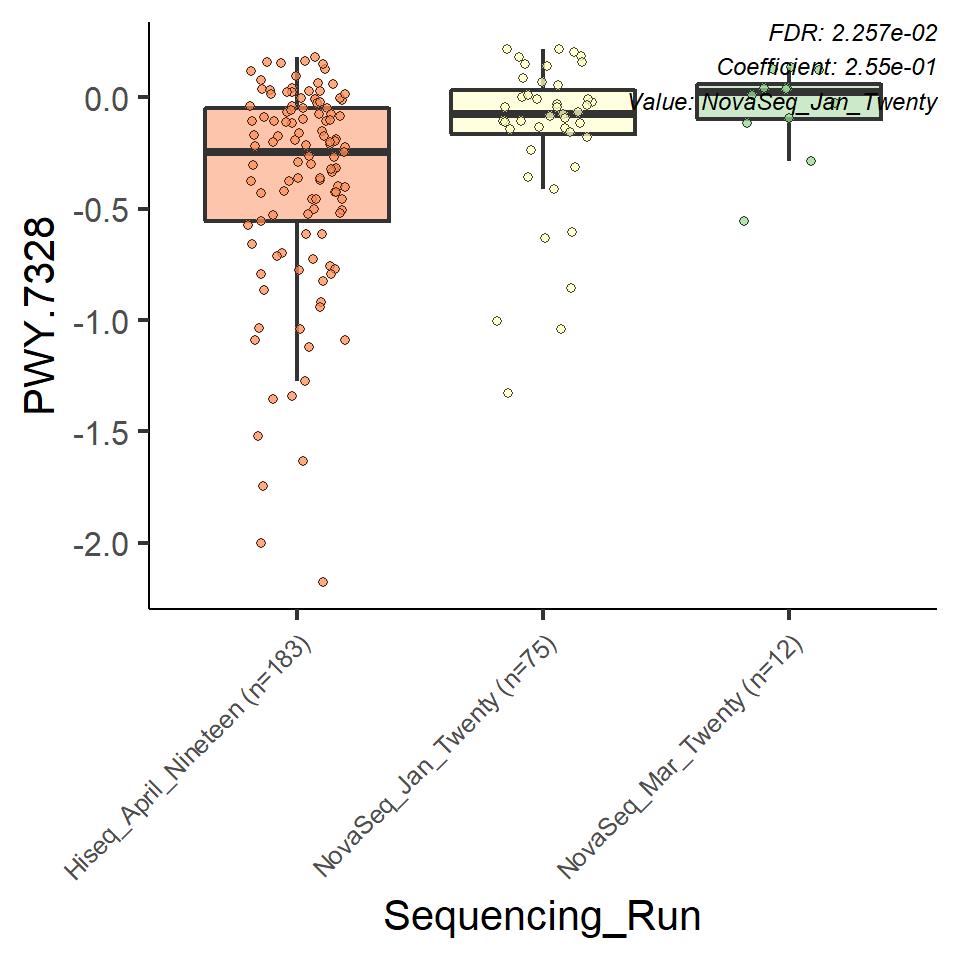 FDR: 2.257e-02
Coefficient: 2.55e-01
Value: NovaSeq_Jan_Twenty
PWY.7328
0.0
-0.5
-1.0
-1.5
-2.0
Hiseq_April_Nineteen (n=183)
NovaSeq_Jan_Twenty (n=75)
NovaSeq_Mar_Twenty (n=12)
Sequencing_Run